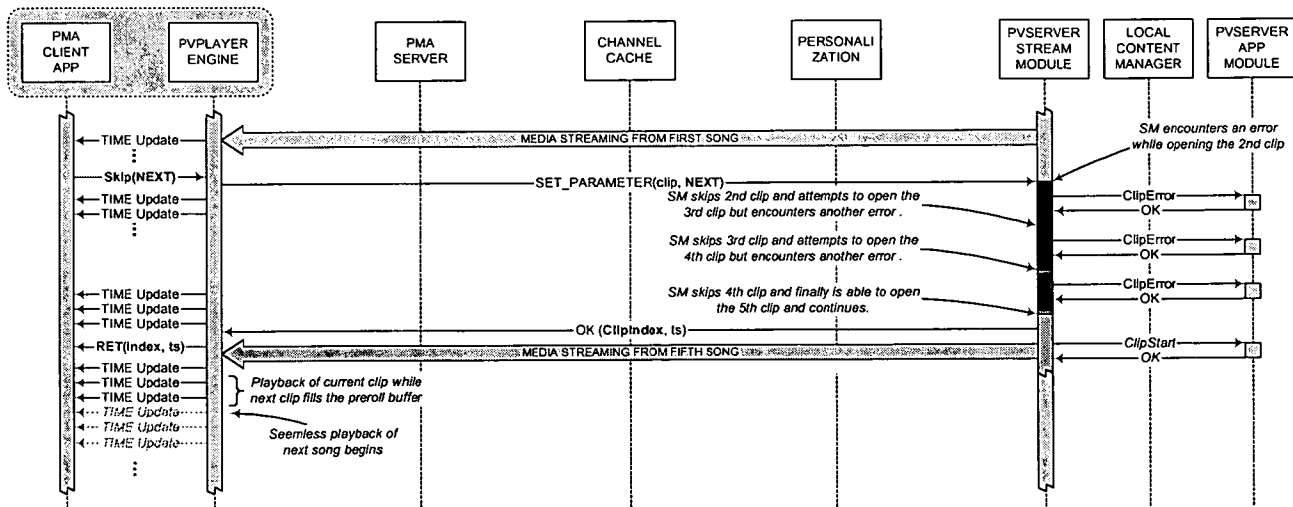 PMA
CLIENT
APP
PVPLAYER
ENGINE
PMA
SERVER
CHANNEL
CACHE
PERSONALI
ZATION
PVSERVER
STREAM
MODULE
LOCAL
CONTENT
MANAGER
PVSERVER
APP
MODULE
TIME Update
MEDIA STREAMING FROM FIRST SONG
SM encounters an error
while opening the 2nd clip
Skip(NEXT)
SET_PARAMETER(clip, NEXT)
TIME Update
TIME Update
SM skips 2nd clip and attempts to open the
3rd clip but encounters another error .
ClipError
OK
SM skips 3rd clip and attempts to open the
4th clip but encounters another error .
ClipError
OK
TIME Update
TIME Update
TIME Update
SM skips 4th clip and finally is able to open
the 5th clip and continues.
ClipError
OK
OK (ClipIndex, ts)
RET(Index, ts)
MEDIA STREAMING FROM FIFTH SONG
ClipStart
OK
TIME Update
TIME Update
TIME Update
Playback of current clip while
next clip fills the preroll buffer
TIME Update
TIME Update
TIME Update
Seemless playback of
next song begins